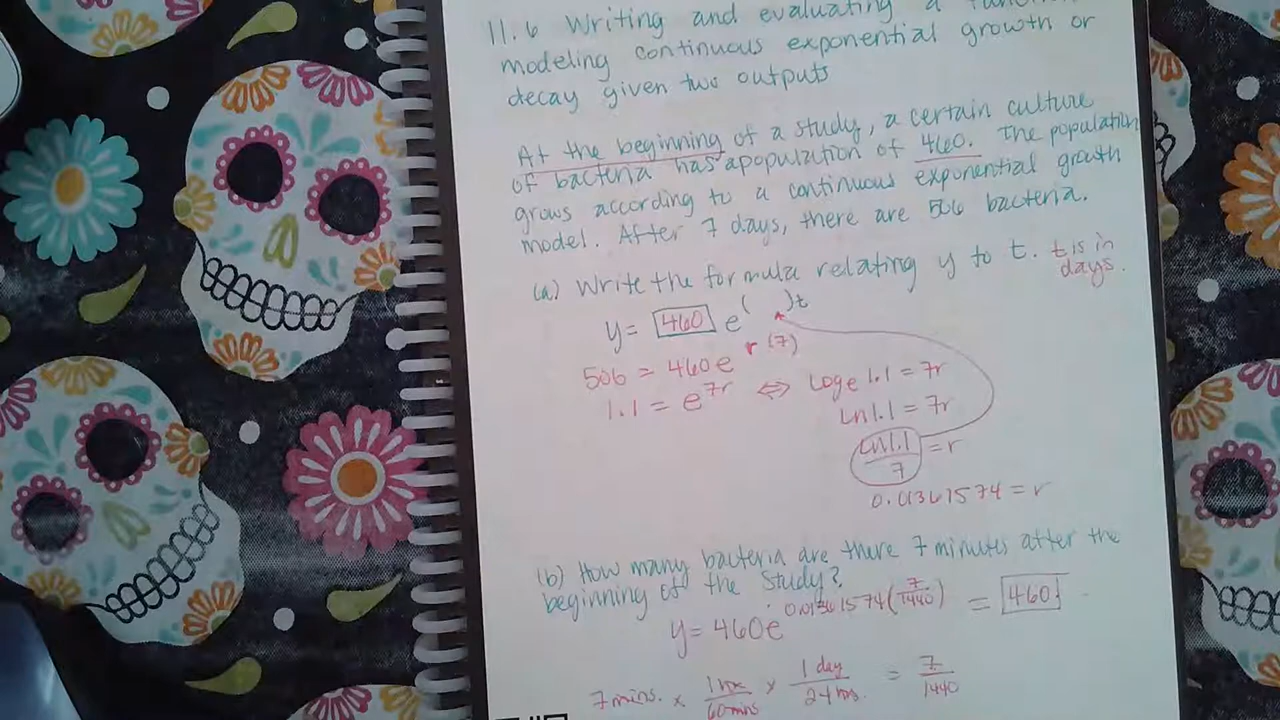 11.6 Writing and evaluating a
modeling continuous exponential growth or
decay given two outputs
At the beginning of a study, a certain culture
of bacteria has a population of 460. The population
grows according to a continuous exponential growth
model. After 7 days, there are 506 bacteria.
(a) Write the formula relating y to t. t is in days.
y = 460 e^( )t
506 = 460e^r(7)
1.1 = e^7r ⇔ Loge 1.1 = 7r
Ln 1.1 = 7r
Ln 1.1 / 7 = r
0.01361574 = r
(b) How many bacteria are there 7 minutes after the
beginning of the study?
y = 460e^0.01361574(7/1440) = 460
7 mins. × 1 hr/60 mins × 1 day/24 hrs. = 7/1440